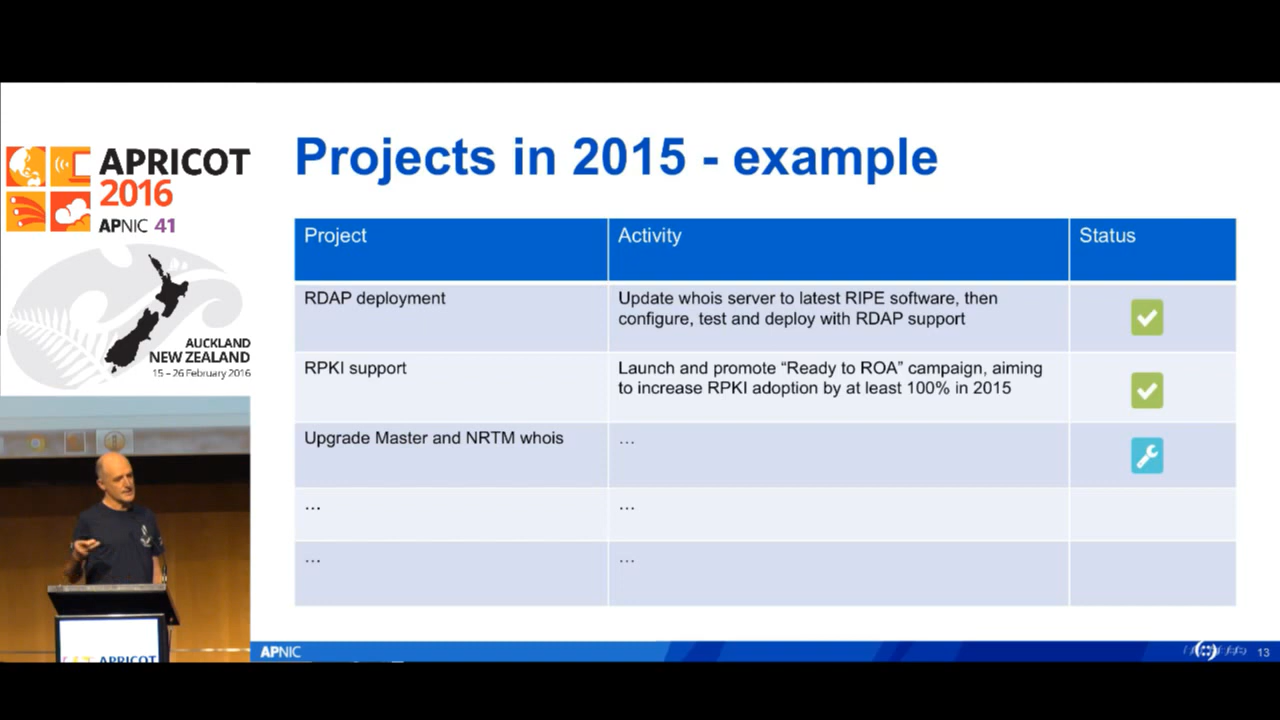 APRICOT
2016
APNIC 41
AUCKLAND
NEW ZEALAND
15 – 26 February 2016
Projects in 2015 - example
Project
Activity
Status
RDAP deployment
Update whois server to latest RIPE software, then
configure, test and deploy with RDAP support
RPKI support
Launch and promote “Ready to ROA” campaign, aiming
to increase RPKI adoption by at least 100% in 2015
Upgrade Master and NRTM whois
…
…
…
…
…
APRICOT
APNIC
13